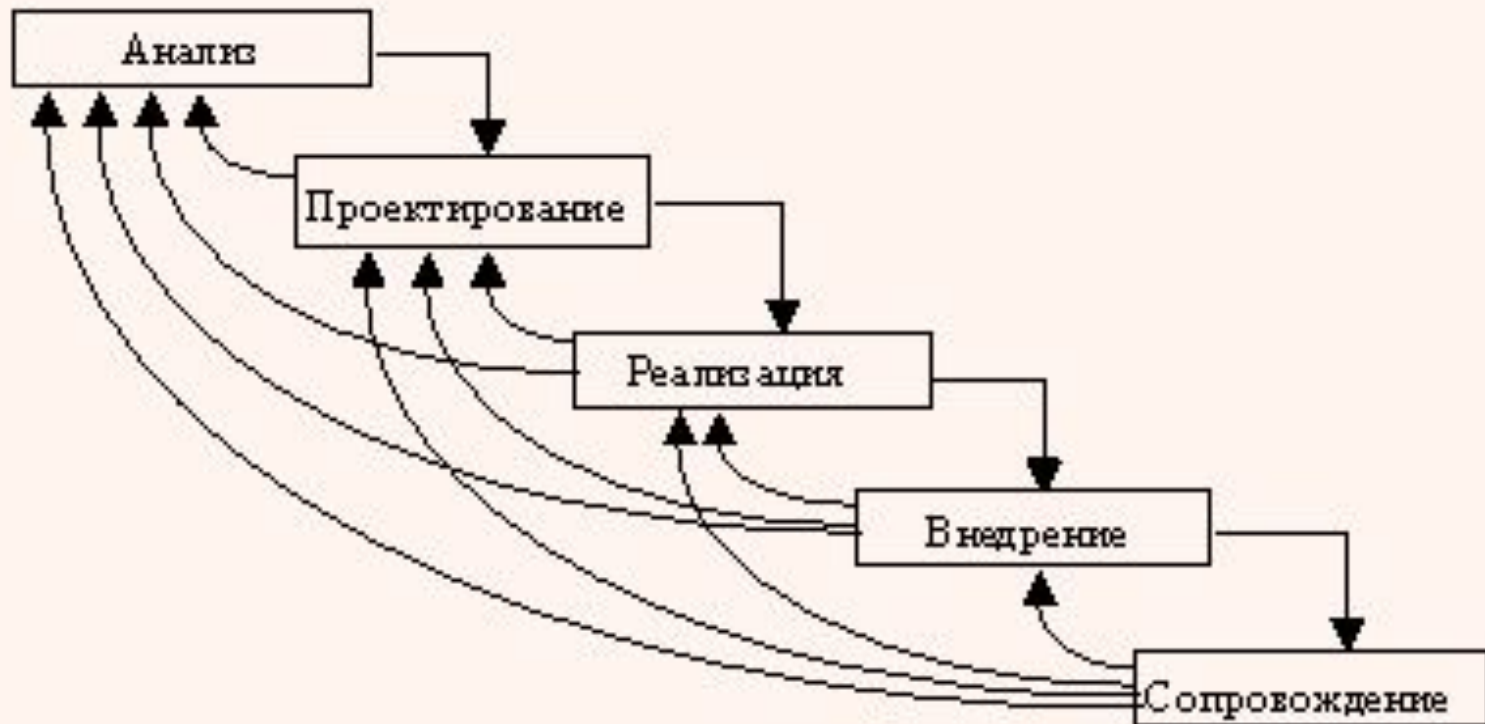 Анализ
Проектирование
Реализация
Внедрение
Сопровождение